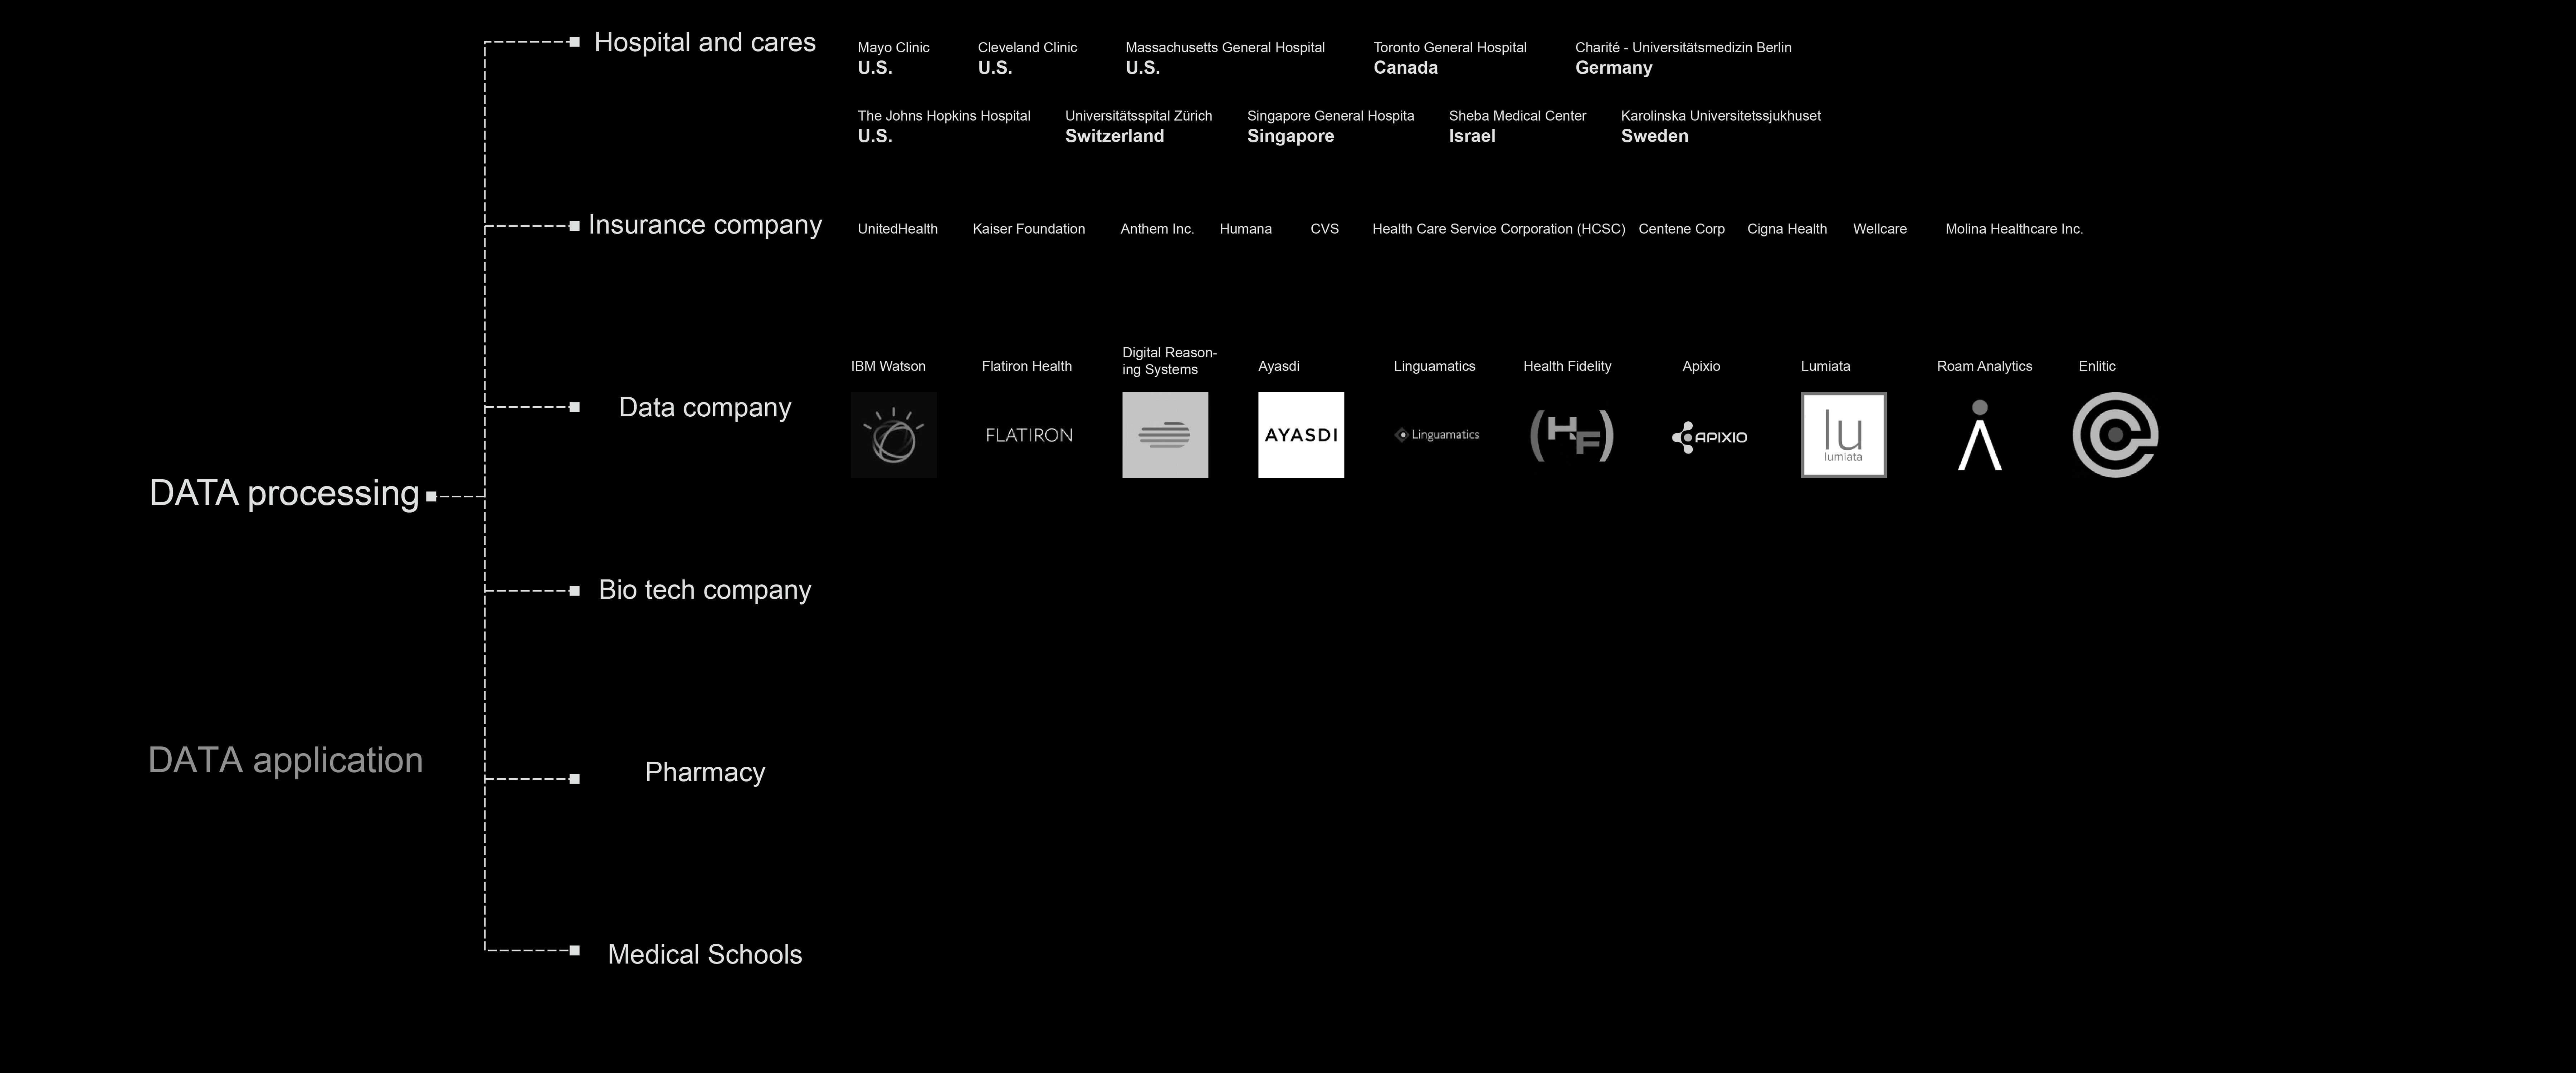 Hospital and cares
Mayo Clinic
U.S.
Cleveland Clinic
U.S.
Massachusetts General Hospital
U.S.
Toronto General Hospital
Canada
Charité - Universitätsmedizin Berlin
Germany
The Johns Hopkins Hospital
U.S.
Universitätsspital Zürich
Switzerland
Singapore General Hospita
Singapore
Sheba Medical Center
Israel
Karolinska Universitetssjukhuset
Sweden
Insurance company
UnitedHealth
Kaiser Foundation
Anthem Inc.
Humana
CVS
Health Care Service Corporation (HCSC)
Centene Corp
Cigna Health
Wellcare
Molina Healthcare Inc.
Data company
IBM Watson
Flatiron Health
FLATIRON
Digital Reason-
ing Systems
Ayasdi
AYASDI
Linguamatics
Linguamatics
Health Fidelity
HF
Apixio
APIXIO
Lumiata
lu
lumiata
Roam Analytics
Enlitic
DATA processing
Bio tech company
DATA application
Pharmacy
Medical Schools